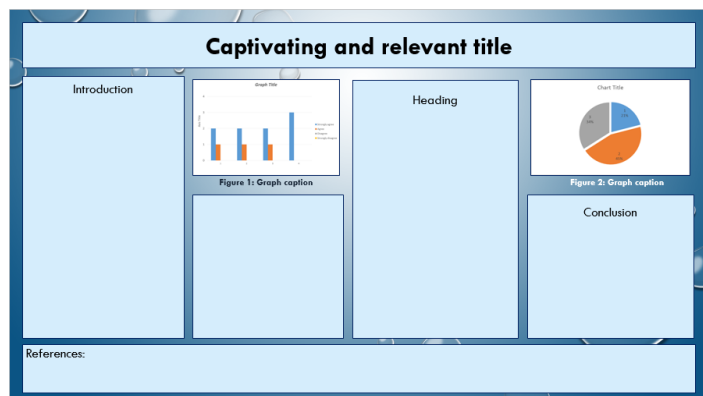 Captivating and relevant title
Introduction
Graph Title
Figure 1: Graph caption
Heading
Chart Title
Figure 2: Graph caption
Conclusion
References: